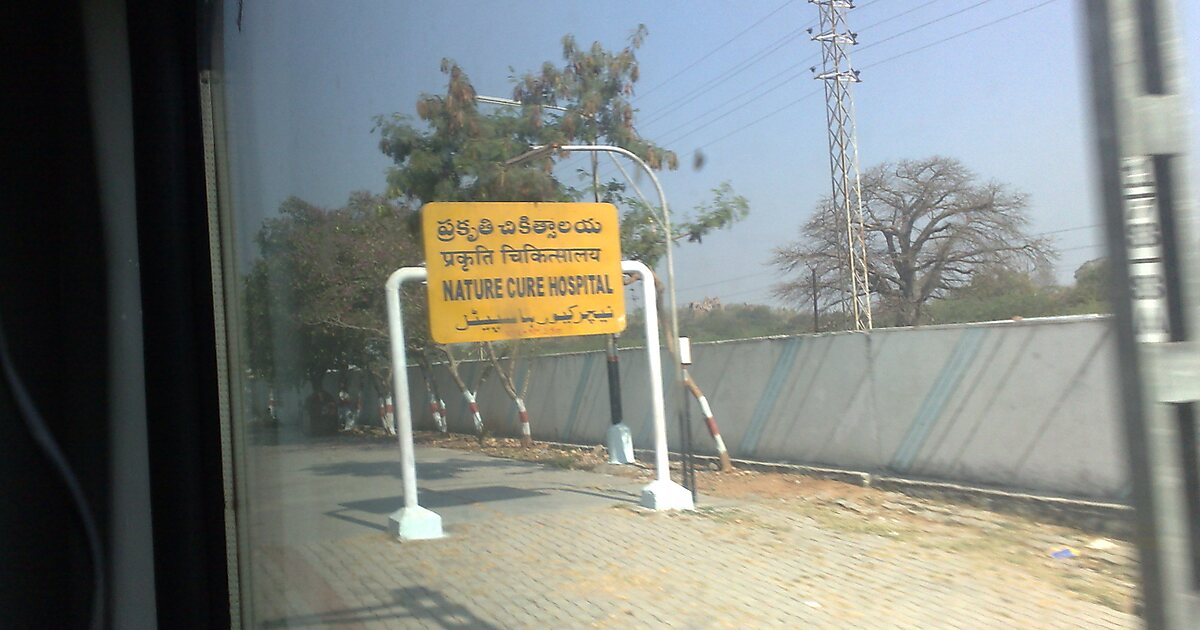 ప్రకృతి చికిత్సాలయ
प्रकृति चिकित्सालय
NATURE CURE HOSPITAL
نیچر کیور ہاسپیٹل